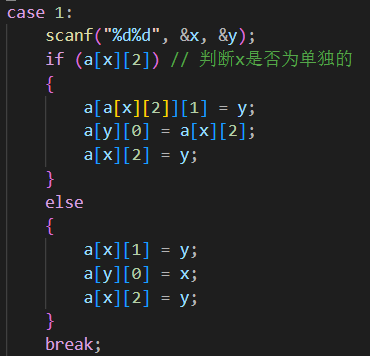 case 1:
    scanf("%d%d", &x, &y);
    if (a[x][2]) // 判断x是否为单独的
    {
        a[a[x][2]][1] = y;
        a[y][0] = a[x][2];
        a[x][2] = y;
    }
    else
    {
        a[x][1] = y;
        a[y][0] = x;
        a[x][2] = y;
    }
    break;